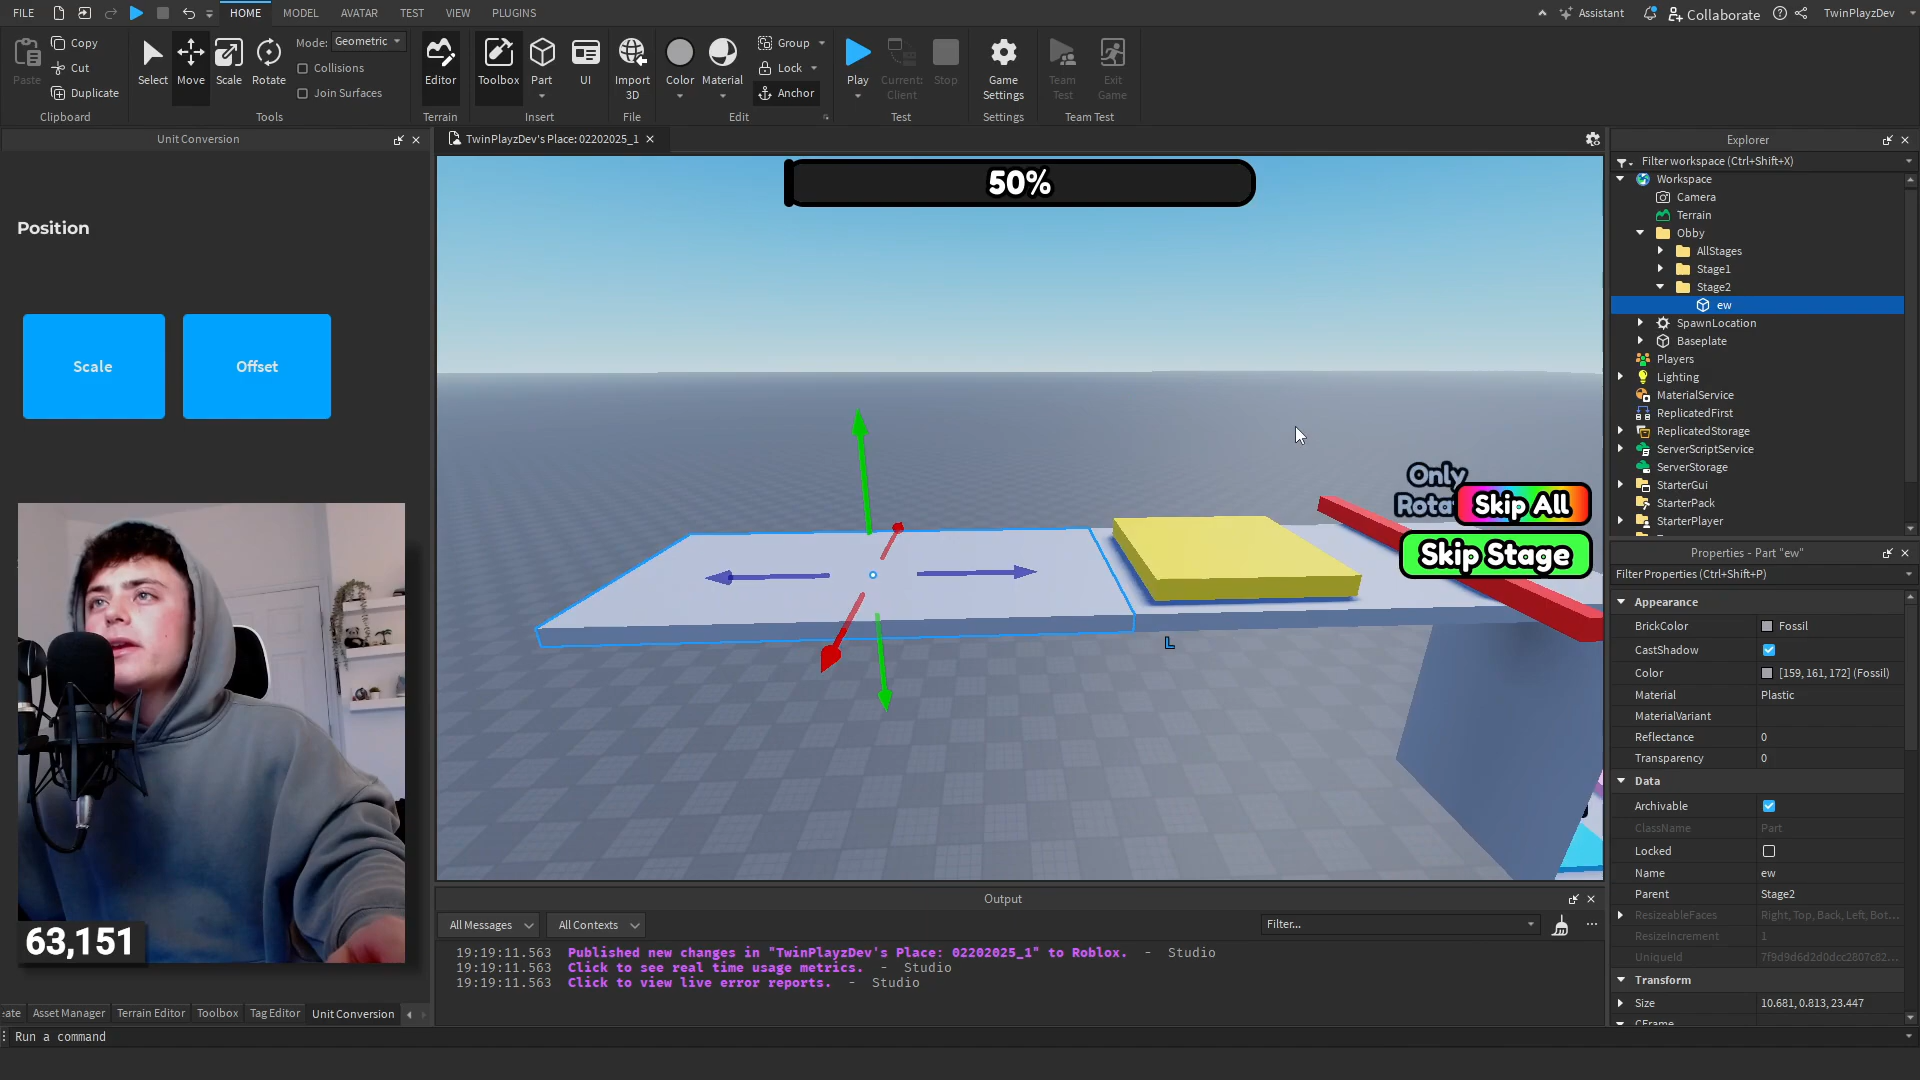 FILE HOME MODEL AVATAR TEST VIEW PLUGINS Assistant Collaborate TwinPlayzDev
Paste Copy Cut Duplicate Clipboard
Select Move Scale Rotate Mode: Geometric Collisions Join Surfaces Tools
Editor Terrain
Toolbox Part UI Insert
Import 3D File
Color Material Group Lock Anchor Edit
Play Current: Client Stop Test
Game Settings Settings
Team Test Exit Game Team Test
Unit Conversion
Position
Scale Offset
63,151
Asset Manager Terrain Editor Toolbox Tag Editor Unit Conversion
Run a command
TwinPlayzDev's Place: 02202025_1
50%
Only
Skip All
Skip Stage
L
Output
All Messages All Contexts Filter...
19:19:11.563 Published new changes in "TwinPlayzDev's Place: 02202025_1" to Roblox. - Studio
19:19:11.563 Click to see real time usage metrics. - Studio
19:19:11.563 Click to view live error reports. - Studio
Explorer
Filter workspace (Ctrl+Shift+X)
Workspace
Camera
Terrain
Obby
AllStages
Stage1
Stage2
ew
SpawnLocation
Baseplate
Players
Lighting
MaterialService
ReplicatedFirst
ReplicatedStorage
ServerScriptService
ServerStorage
StarterGui
StarterPack
StarterPlayer
Properties - Part "ew"
Filter Properties (Ctrl+Shift+P)
Appearance
BrickColor Fossil
CastShadow
Color [159, 161, 172] (Fossil)
Material Plastic
MaterialVariant
Reflectance 0
Transparency 0
Data
Archivable
ClassName Part
Locked
Name ew
Parent Stage2
ResizeableFaces Right, Top, Back, Left, Bot...
ResizeIncrement 1
UniqueId 7f9d9d6d2d0dcc2807c82...
Transform
Size 10.681, 0.813, 23.447
CFrame